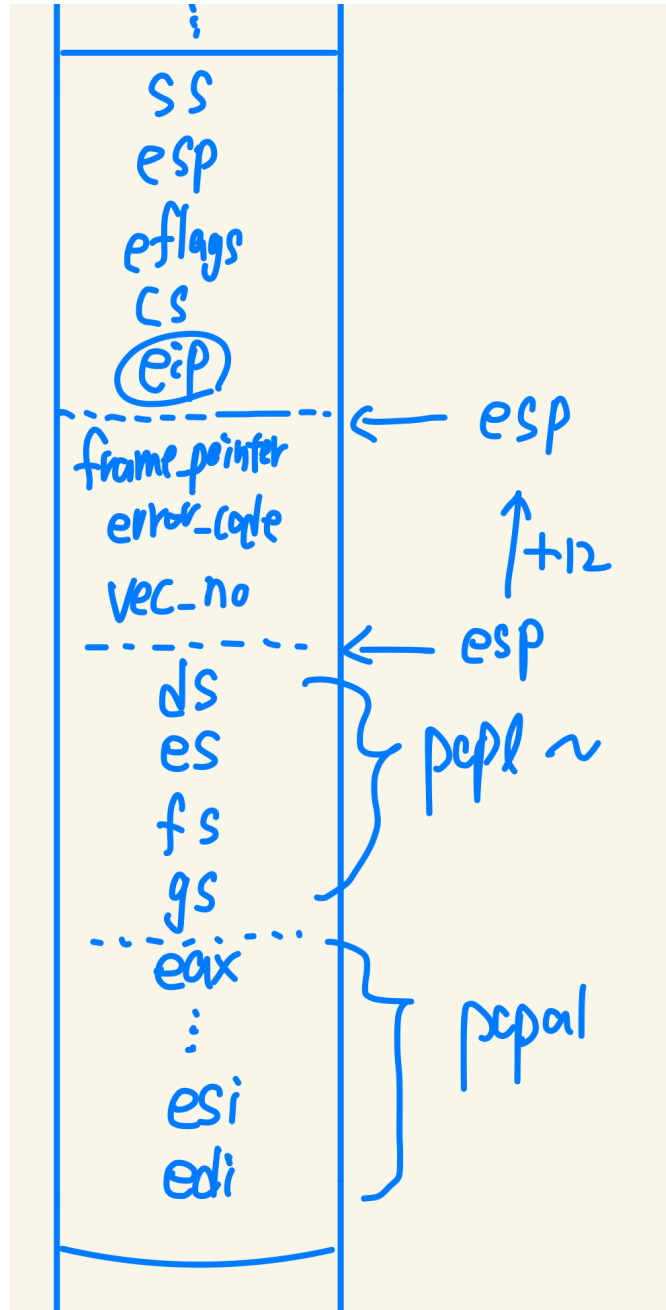 ss
esp
eflags
cs
eip
← esp
frame_pointer
error_code
↑ +12
vec_no
← esp
ds
es
popl ~
fs
gs
eax
⋮
popal
esi
edi